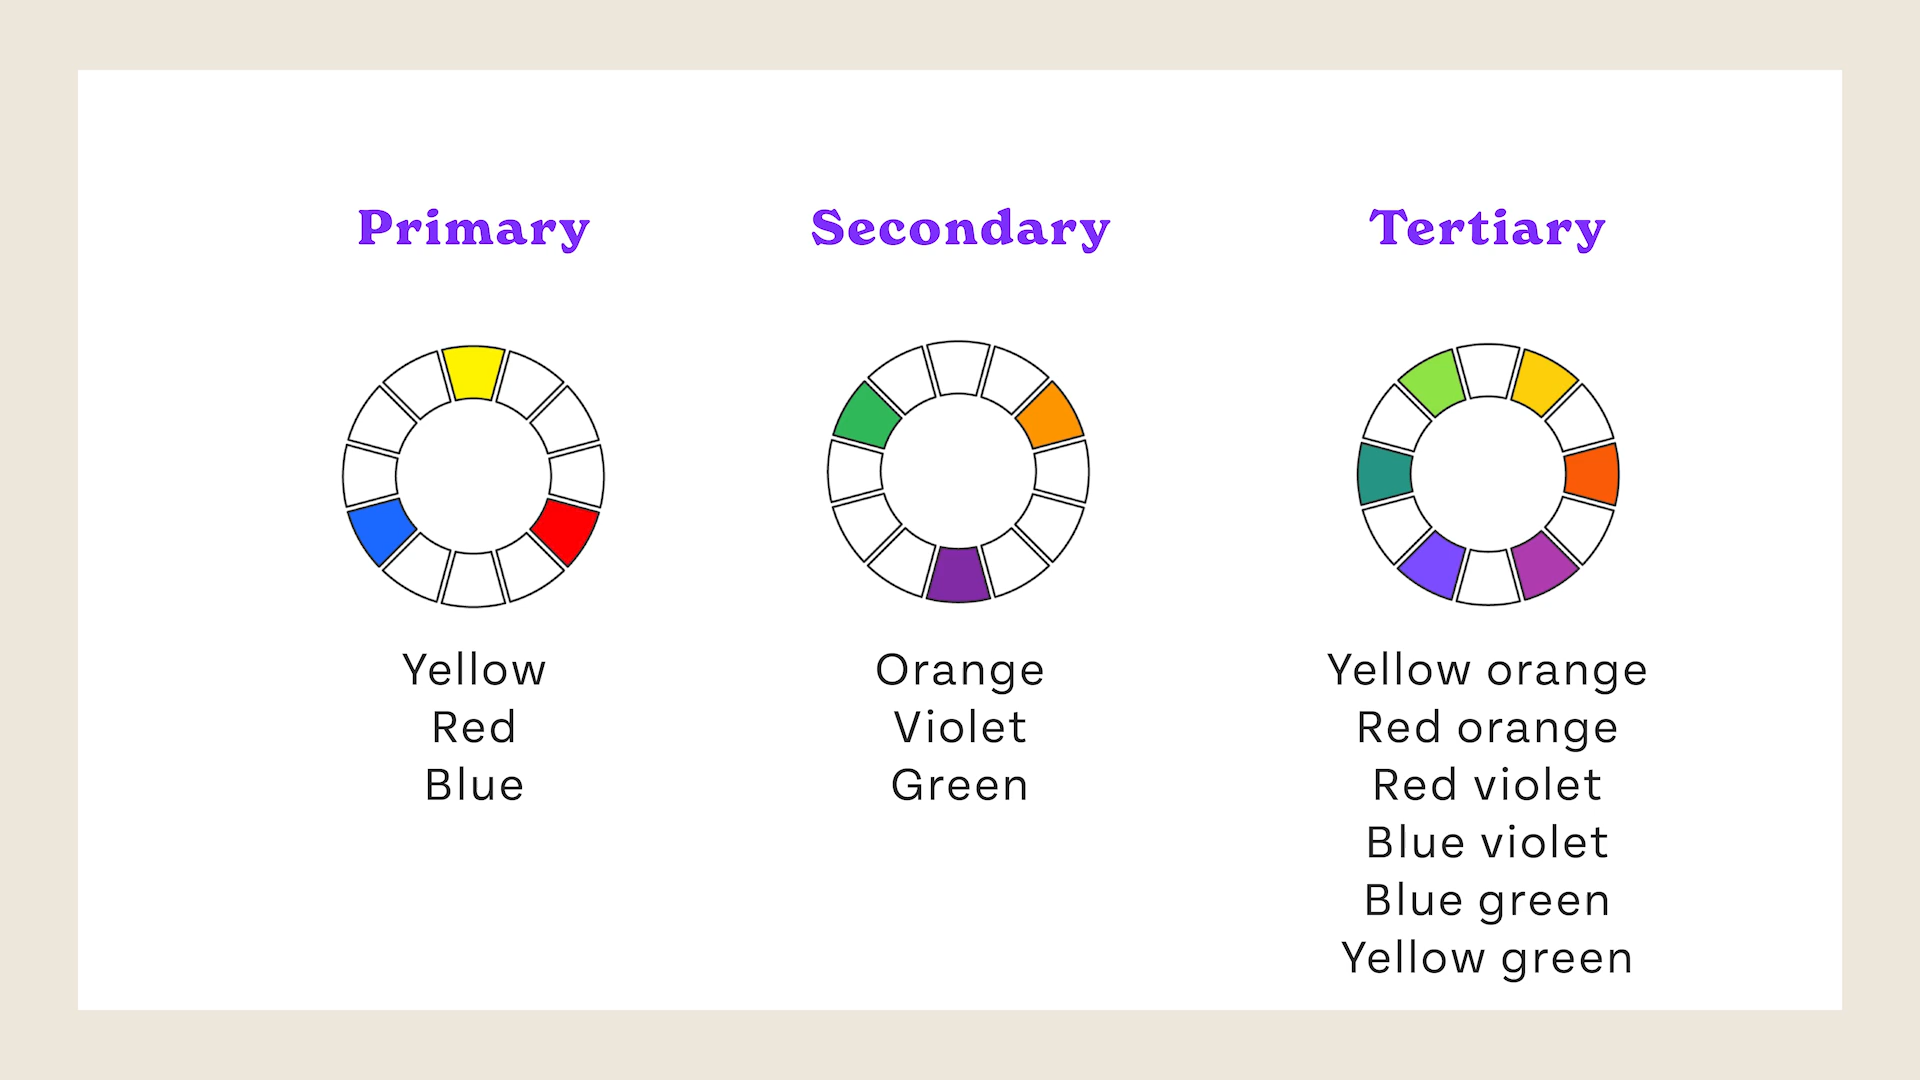 Primary
Yellow
Red
Blue
Secondary
Orange
Violet
Green
Tertiary
Yellow orange
Red orange
Red violet
Blue violet
Blue green
Yellow green